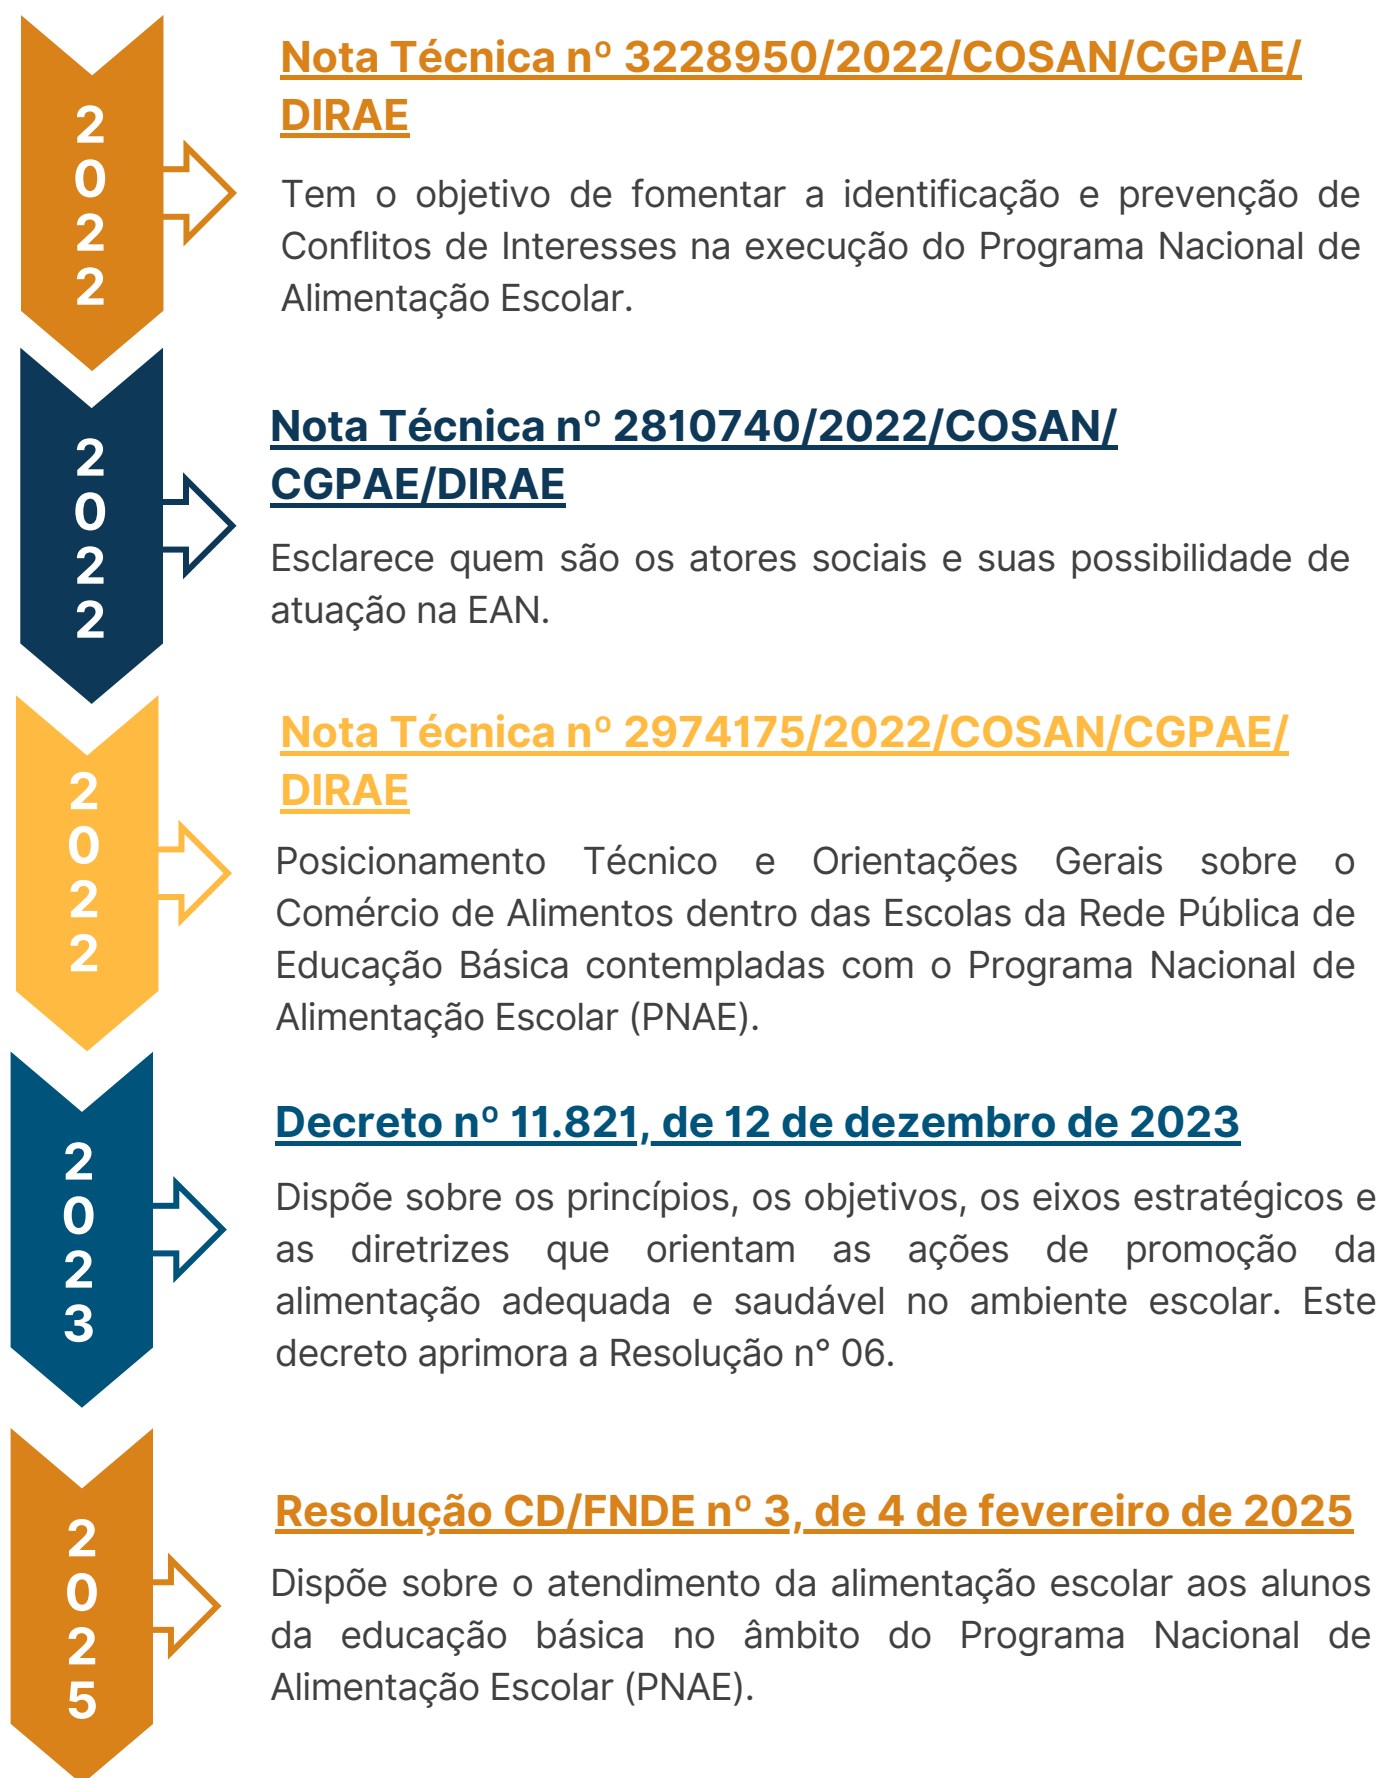 2022
Nota Técnica nº 3228950/2022/COSAN/CGPAE/
DIRAE
Tem o objetivo de fomentar a identificação e prevenção de
Conflitos de Interesses na execução do Programa Nacional de
Alimentação Escolar.
2022
Nota Técnica nº 2810740/2022/COSAN/
CGPAE/DIRAE
Esclarece quem são os atores sociais e suas possibilidade de
atuação na EAN.
2022
Nota Técnica nº 2974175/2022/COSAN/CGPAE/
DIRAE
Posicionamento Técnico e Orientações Gerais sobre o
Comércio de Alimentos dentro das Escolas da Rede Pública de
Educação Básica contempladas com o Programa Nacional de
Alimentação Escolar (PNAE).
2023
Decreto nº 11.821, de 12 de dezembro de 2023
Dispõe sobre os princípios, os objetivos, os eixos estratégicos e
as diretrizes que orientam as ações de promoção da
alimentação adequada e saudável no ambiente escolar. Este
decreto aprimora a Resolução n° 06.
2025
Resolução CD/FNDE nº 3, de 4 de fevereiro de 2025
Dispõe sobre o atendimento da alimentação escolar aos alunos
da educação básica no âmbito do Programa Nacional de
Alimentação Escolar (PNAE).